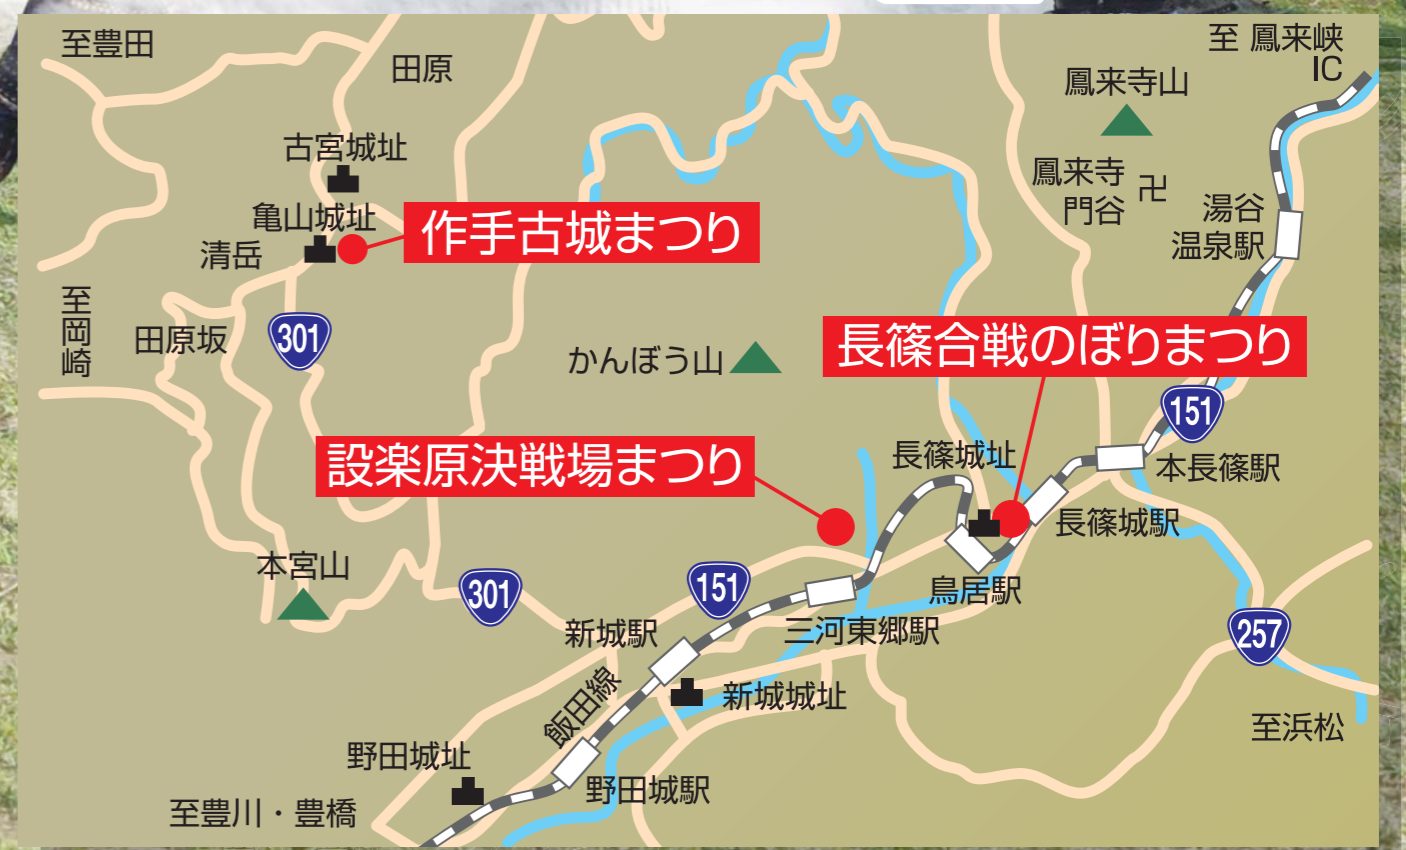 至豊田
田原
至 鳳来峡
IC
鳳来寺山
古宮城址
鳳来寺
門谷
卍
湯谷
温泉駅
亀山城址
作手古城まつり
清岳
至岡崎
田原坂
301
かんぼう山
長篠合戦のぼりまつり
151
設楽原決戦場まつり
長篠城址
本長篠駅
長篠城駅
本宮山
301
151
鳥居駅
新城駅
三河東郷駅
257
飯田線
新城城址
至浜松
野田城址
野田城駅
至豊川・豊橋